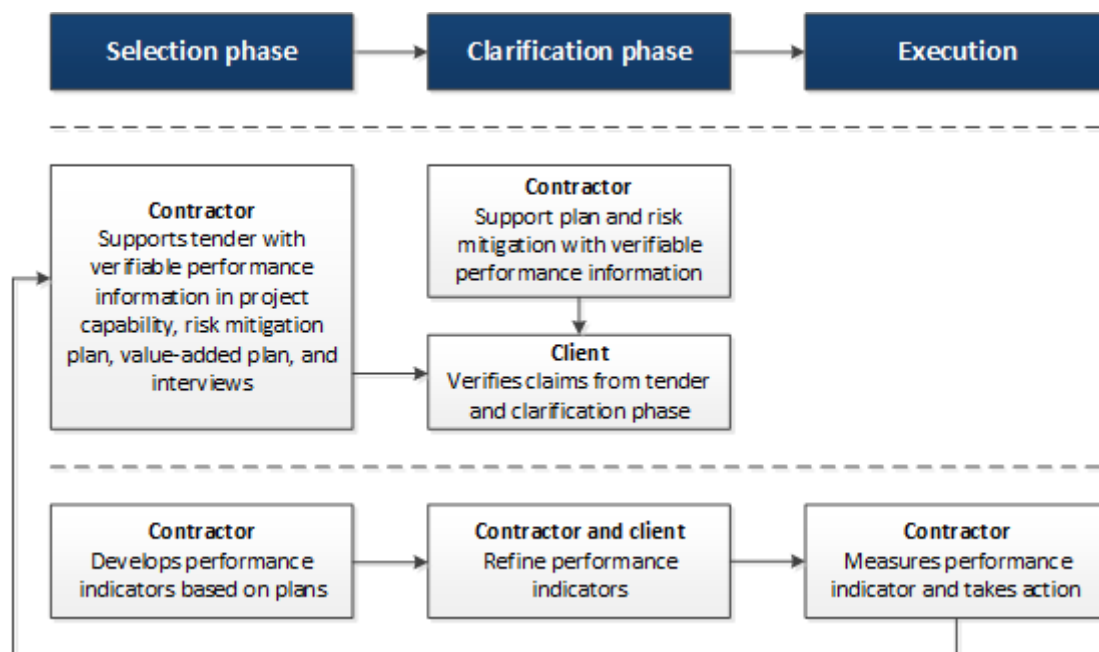 Selection phase
Clarification phase
Execution
Contractor
Supports tender with
verifiable performance
information in project
capability, risk mitigation
plan, value-added plan, and
interviews
Contractor
Support plan and risk
mitigation with verifiable
performance information
Client
Verifies claims from tender
and clarification phase
Contractor
Develops performance
indicators based on plans
Contractor and client
Refine performance
indicators
Contractor
Measures performance
indicator and takes action